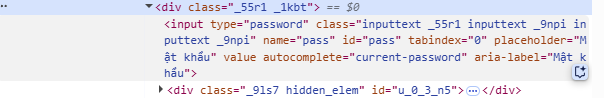 ·· ▼<div class="_55r1 _1kbt"> == $0
<input type="password" class="inputtext _55r1 inputtext _9npi in
puttext _9npi" name="pass" id="pass" tabindex="0" placeholder="M
ật khẩu" value autocomplete="current-password" aria-label="Mật k
hẩu">
▶<div class="_9ls7 hidden_elem" id="u_0_3_n5">…</div>